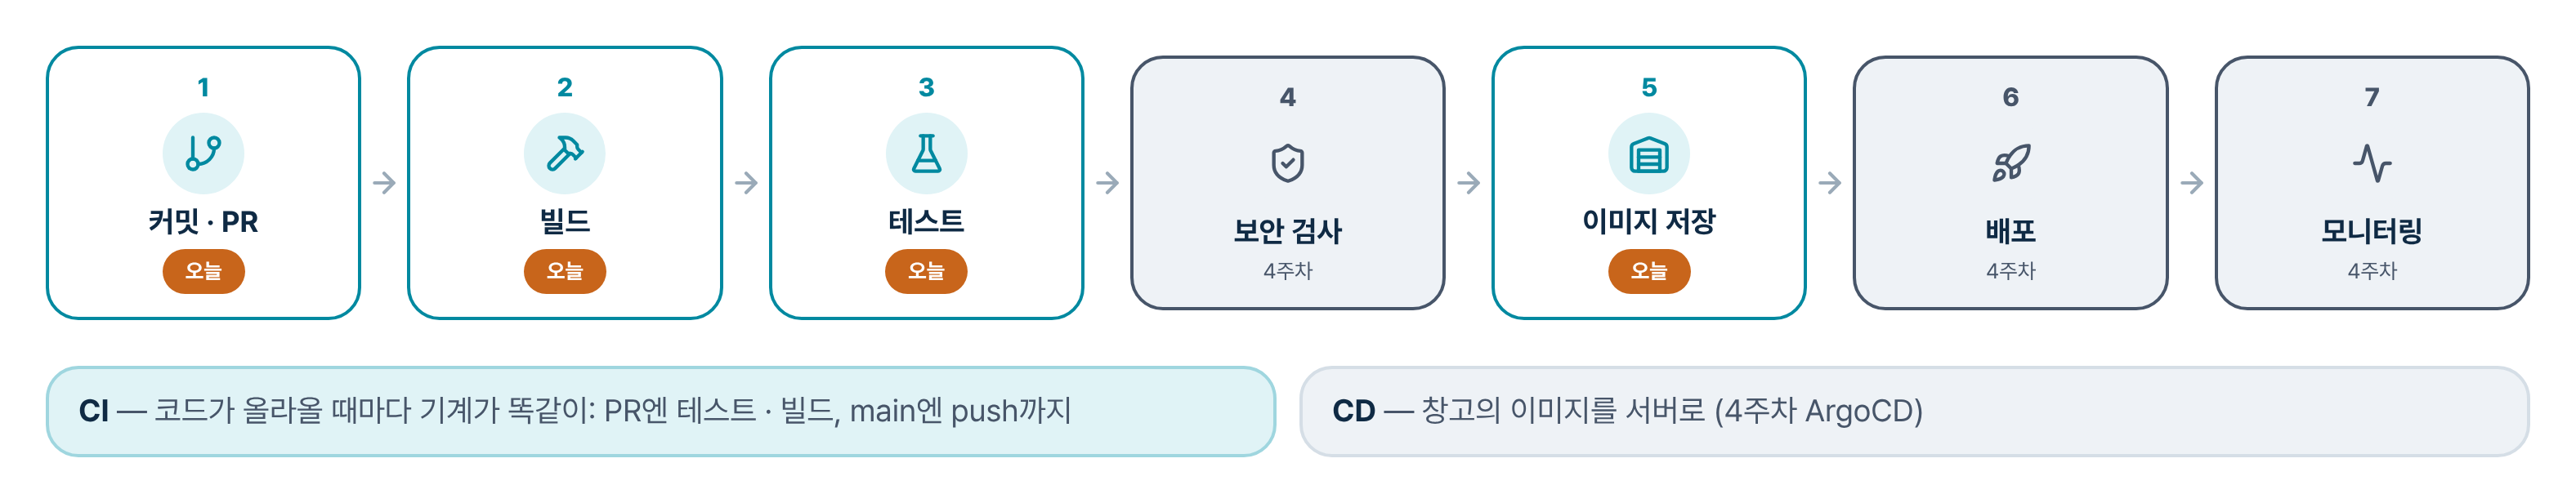 1
커밋 · PR
오늘
2
빌드
오늘
3
테스트
오늘
4
보안 검사
4주차
5
이미지 저장
오늘
6
배포
4주차
7
모니터링
4주차
CI — 코드가 올라올 때마다 기계가 똑같이: PR엔 테스트 · 빌드, main엔 push까지
CD — 창고의 이미지를 서버로 (4주차 ArgoCD)